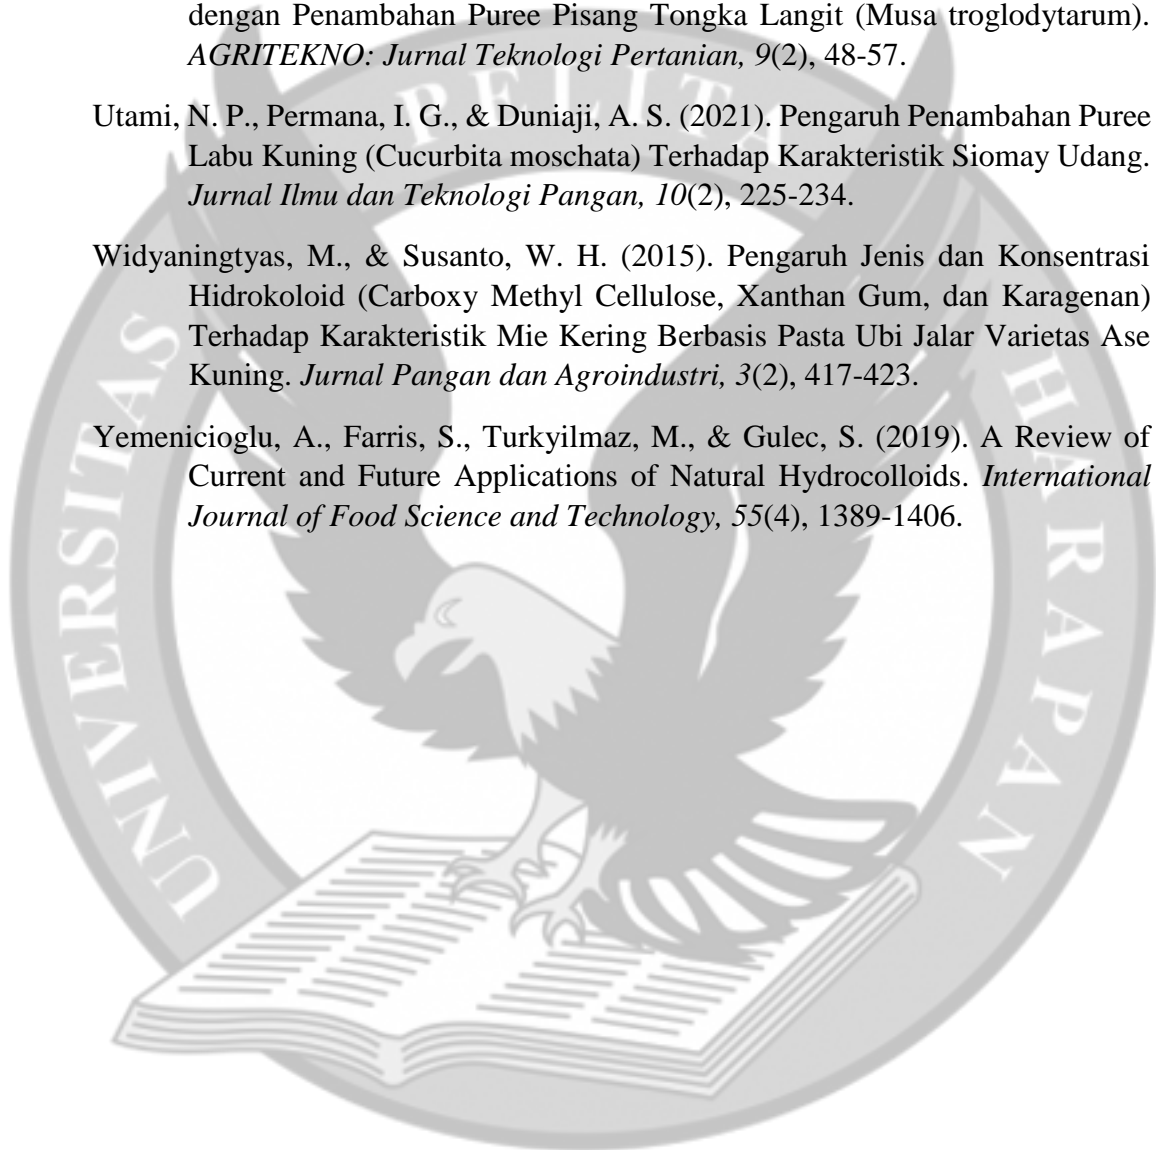 dengan Penambahan Puree Pisang Tongka Langit (Musa troglodytarum).
AGRITEKNO: Jurnal Teknologi Pertanian, 9(2), 48-57.
Utami, N. P., Permana, I. G., & Duniaji, A. S. (2021). Pengaruh Penambahan Puree
Labu Kuning (Cucurbita moschata) Terhadap Karakteristik Siomay Udang.
Jurnal Ilmu dan Teknologi Pangan, 10(2), 225-234.
Widyaningtyas, M., & Susanto, W. H. (2015). Pengaruh Jenis dan Konsentrasi
Hidrokoloid (Carboxy Methyl Cellulose, Xanthan Gum, dan Karagenan)
Terhadap Karakteristik Mie Kering Berbasis Pasta Ubi Jalar Varietas Ase
Kuning. Jurnal Pangan dan Agroindustri, 3(2), 417-423.
Yemenicioglu, A., Farris, S., Turkyilmaz, M., & Gulec, S. (2019). A Review of
Current and Future Applications of Natural Hydrocolloids. International
Journal of Food Science and Technology, 55(4), 1389-1406.
UNIVERSITAS PELITA HARAPAN